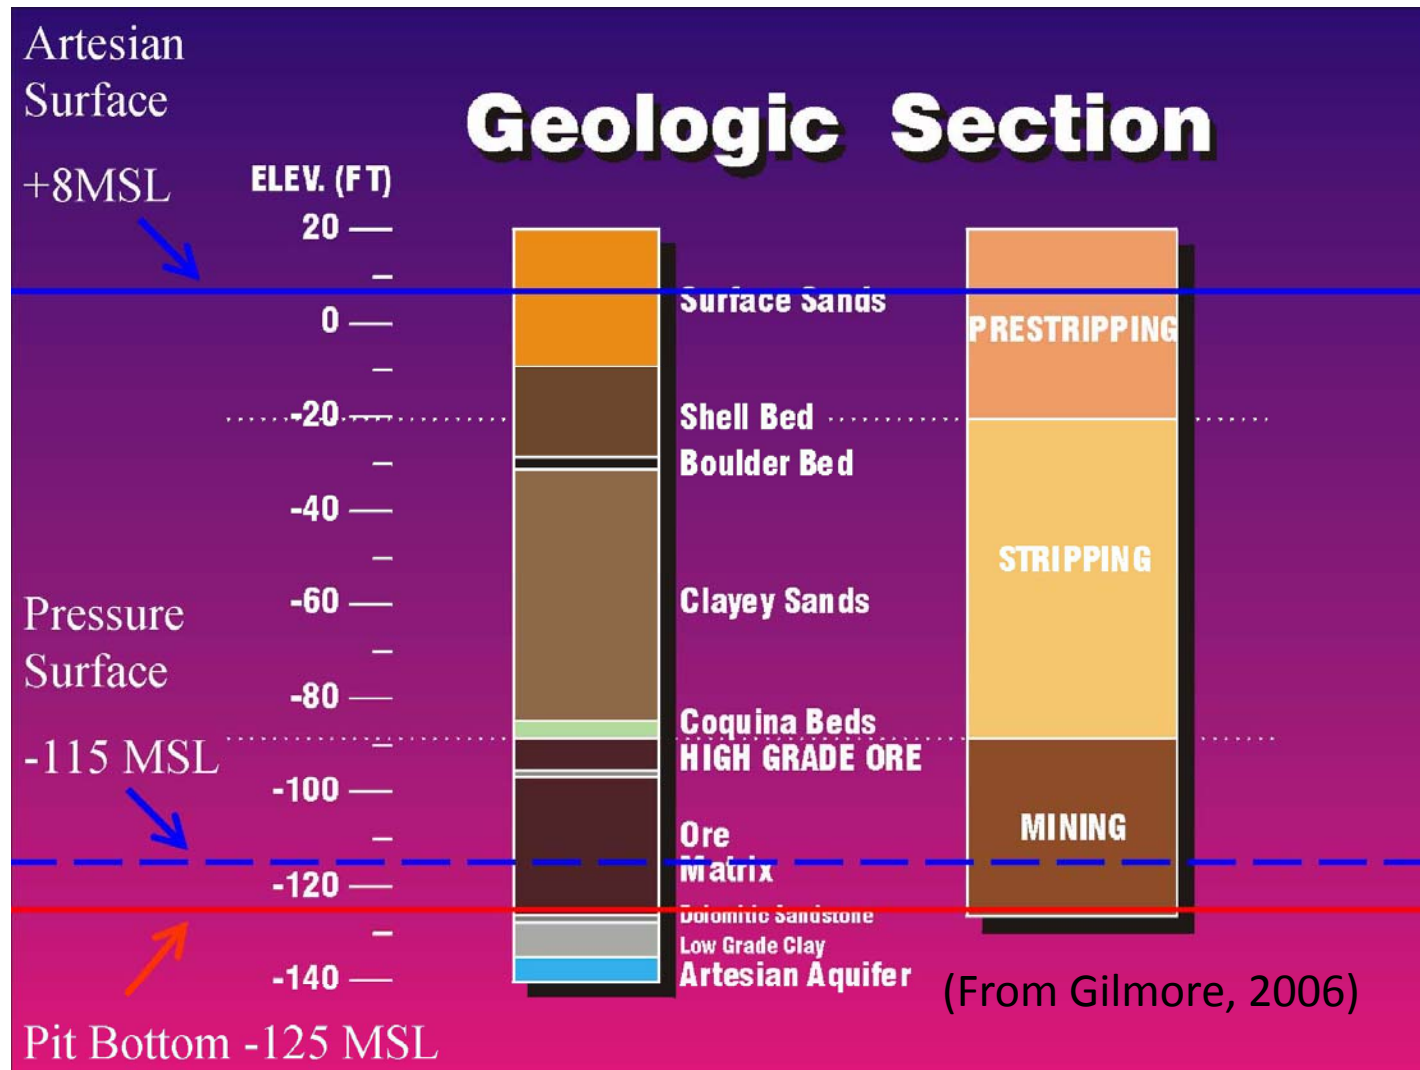 Artesian
Surface
+8MSL
Geologic Section
ELEV. (FT)
20
0
-20
-40
-60
-80
-100
-120
-140
Surface Sands
Shell Bed
Boulder Bed
Clayey Sands
Coquina Beds
HIGH GRADE ORE
Ore
Matrix
Dolomitic Sandstone
Low Grade Clay
Artesian Aquifer
PRESTRIPPING
STRIPPING
MINING
Pressure
Surface
-115 MSL
Pit Bottom -125 MSL
(From Gilmore, 2006)